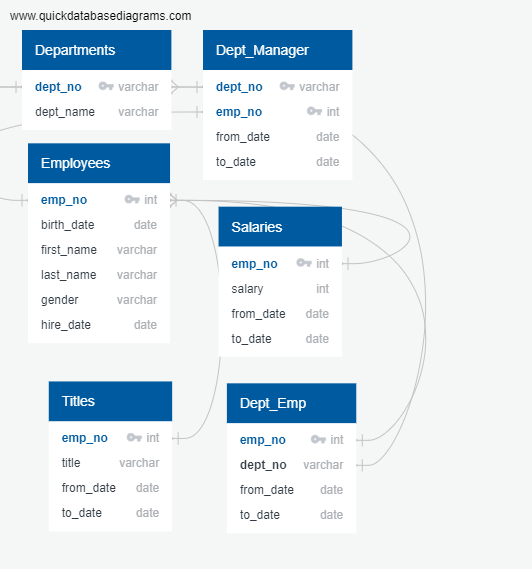 www.quickdatabasediagrams.com
Departments
dept_no varchar
dept_name varchar
Dept_Manager
dept_no varchar
emp_no int
from_date date
to_date date
Employees
emp_no int
birth_date date
first_name varchar
last_name varchar
gender varchar
hire_date date
Salaries
emp_no int
salary int
from_date date
to_date date
Titles
emp_no int
title varchar
from_date date
to_date date
Dept_Emp
emp_no int
dept_no varchar
from_date date
to_date date